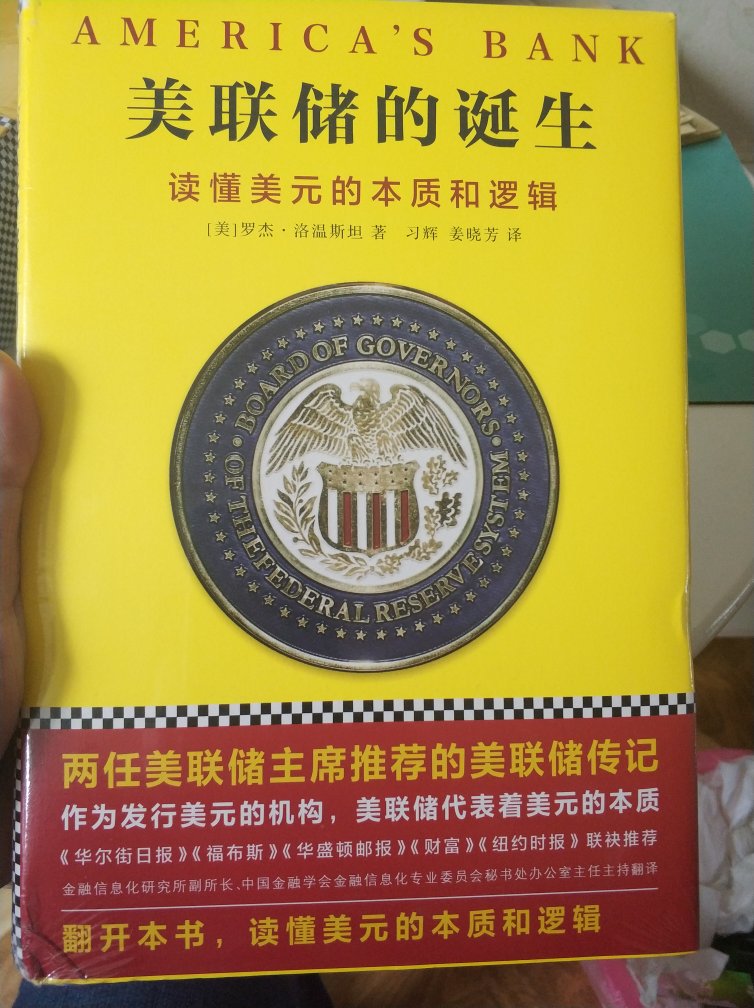 AMERICA'S BANK
美联储的诞生
读懂美元的本质和逻辑
[美]罗杰·洛温斯坦 著 习辉 姜晓芳 译
BOARD OF GOVERNORS
OF THE FEDERAL RESERVE SYSTEM
两任美联储主席推荐的美联储传记
作为发行美元的机构，美联储代表着美元的本质
《华尔街日报》《福布斯》《华盛顿邮报》《财富》《纽约时报》联袂推荐
金融信息化研究所副所长、中国金融学会金融信息化专业委员会秘书处办公室主任主持翻译
翻开本书，读懂美元的本质和逻辑